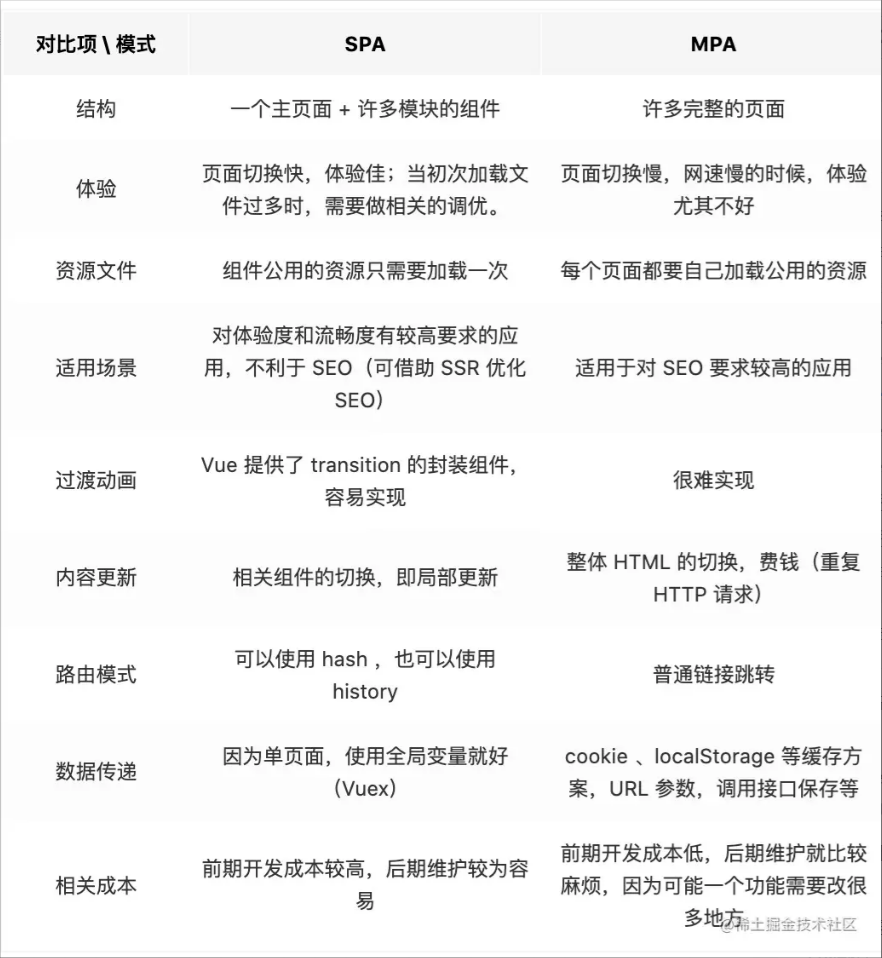 对比项 \ 模式
SPA
MPA
结构
一个主页面 + 许多模块的组件
许多完整的页面
体验
页面切换快，体验佳；当初次加载文
件过多时，需要做相关的调优。
页面切换慢，网速慢的时候，体验
尤其不好
资源文件
组件公用的资源只需要加载一次
每个页面都要自己加载公用的资源
适用场景
对体验度和流畅度有较高要求的应
用，不利于 SEO（可借助 SSR 优化
SEO）
适用于对 SEO 要求较高的应用
过渡动画
Vue 提供了 transition 的封装组件，
容易实现
很难实现
内容更新
相关组件的切换，即局部更新
整体 HTML 的切换，费钱（重复
HTTP 请求）
路由模式
可以使用 hash ，也可以使用
history
普通链接跳转
数据传递
因为单页面，使用全局变量就好
（Vuex）
cookie 、localStorage 等缓存方
案，URL 参数，调用接口保存等
相关成本
前期开发成本较高，后期维护较为容
易
前期开发成本低，后期维护就比较
麻烦，因为可能一个功能需要改很
多地方
@稀土掘金技术社区